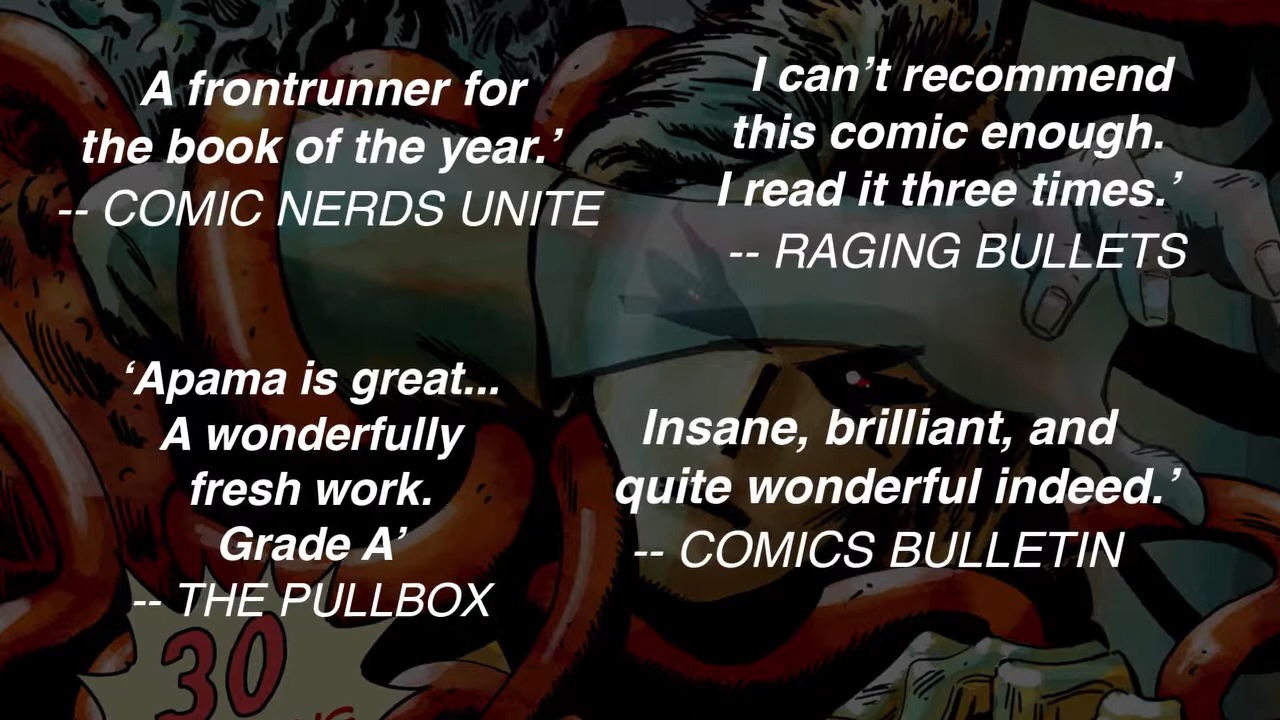 A frontrunner for
the book of the year.’
-- COMIC NERDS UNITE
I can’t recommend
this comic enough.
I read it three times.’
-- RAGING BULLETS
‘Apama is great...
A wonderfully
fresh work.
Grade A’
-- THE PULLBOX
Insane, brilliant, and
quite wonderful indeed.’
-- COMICS BULLETIN
30